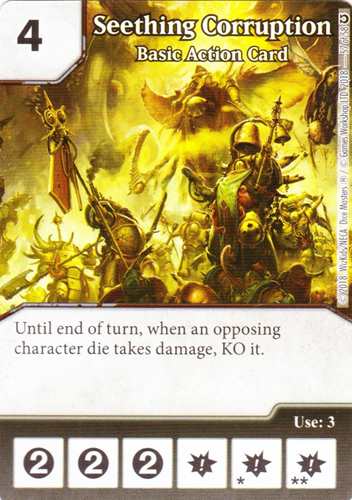 4
Seething Corruption
Basic Action Card
Until end of turn, when an opposing
character die takes damage, KO it.
Use: 3
2 2 2 ! ! !
* **